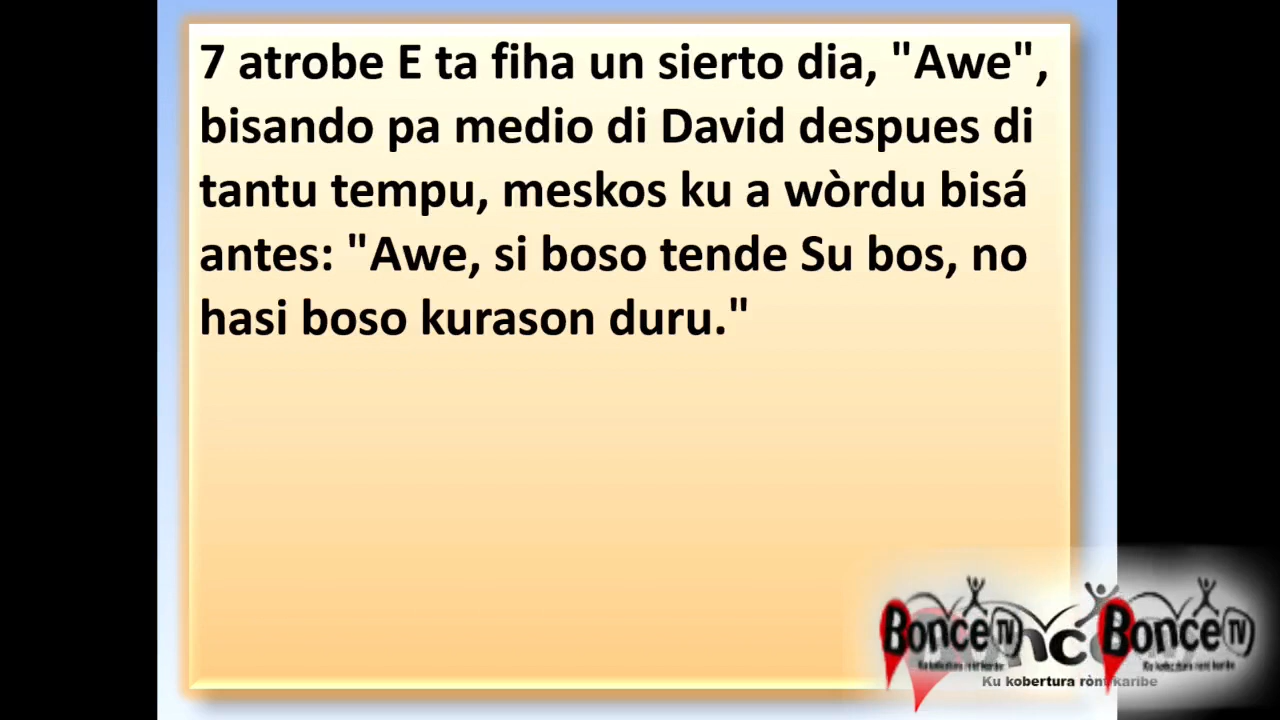 7 atrobe E ta fiha un sierto dia, "Awe",
bisando pa medio di David despues di
tantu tempu, meskos ku a wòrdu bisá
antes: "Awe, si boso tende Su bos, no
hasi boso kurason duru."
Bonce TV
Bonce TV
Ku kobertura rònt karibe